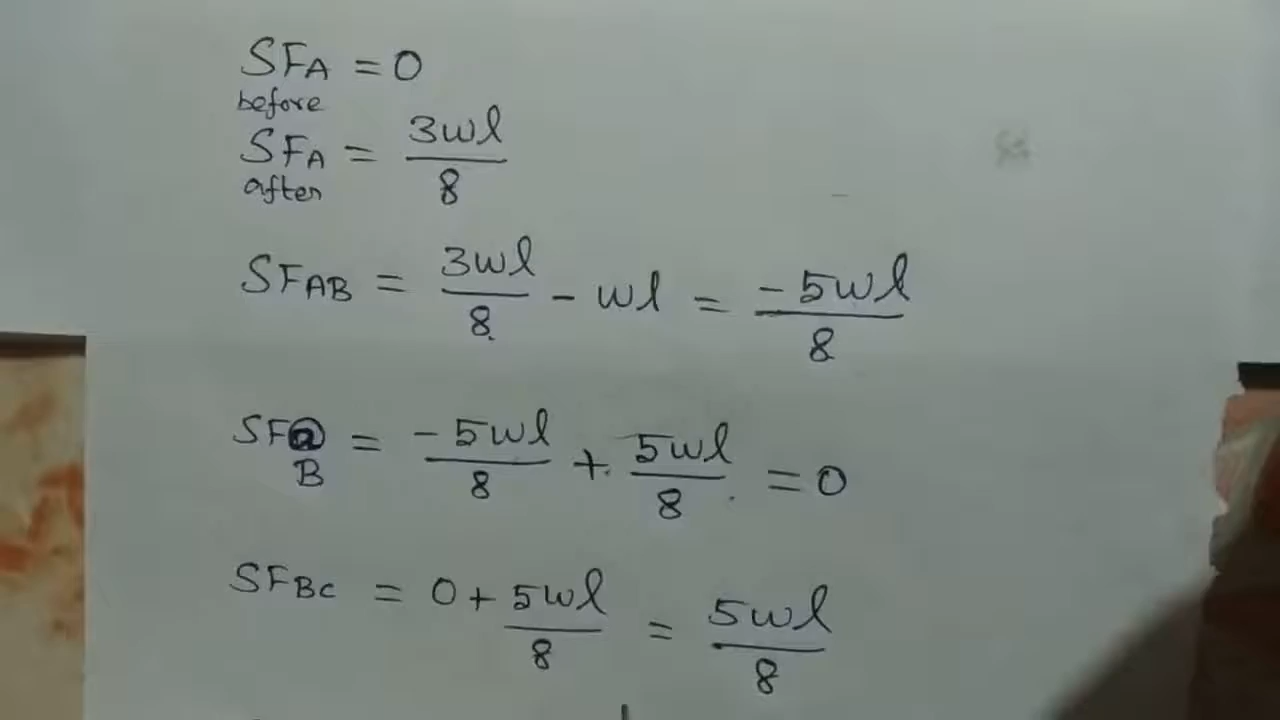 SFA = 0
before
SFA = 3wl/8
after
SFAB = 3wl/8 - wl = -5wl/8
SF@ = -5wl/8 + 5wl/8 = 0
B
SFBC = 0 + 5wl/8 = 5wl/8